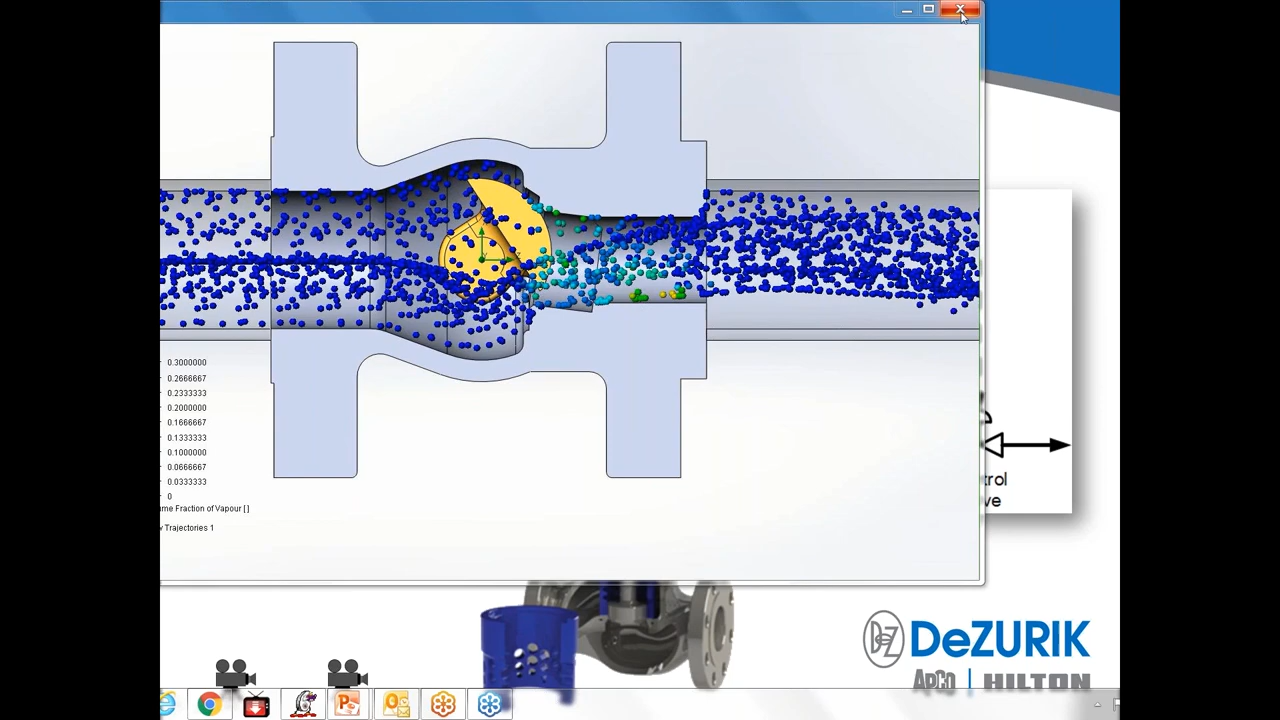 0.3000000
0.2666667
0.2333333
0.2000000
0.1666667
0.1333333
0.1000000
0.0666667
0.0333333
0
me Fraction of Vapour [ ]
Trajectories 1
trol
ve
DeZ
DeZURIK
APCO | HILTON